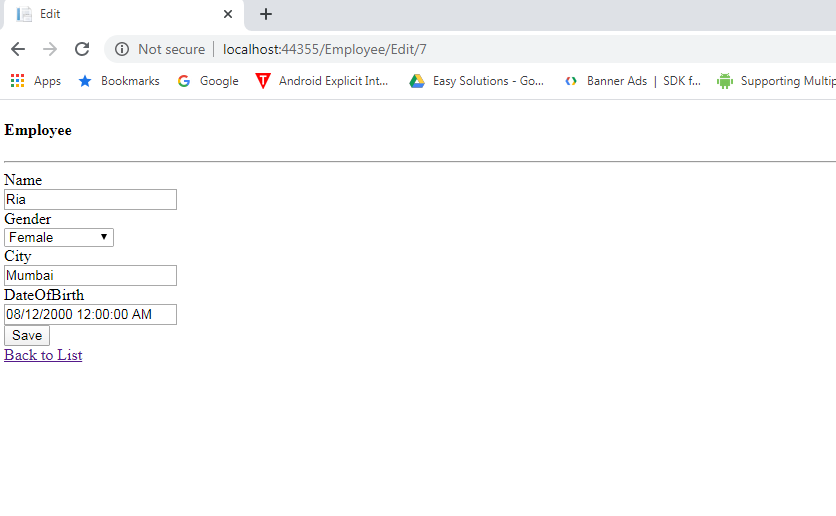 Edit
Not secure localhost:44355/Employee/Edit/7
Apps Bookmarks Google Android Explicit Int... Easy Solutions - Go... Banner Ads | SDK f... Supporting Multip
Employee
Name
Ria
Gender
Female
City
Mumbai
DateOfBirth
08/12/2000 12:00:00 AM
Save
Back to List